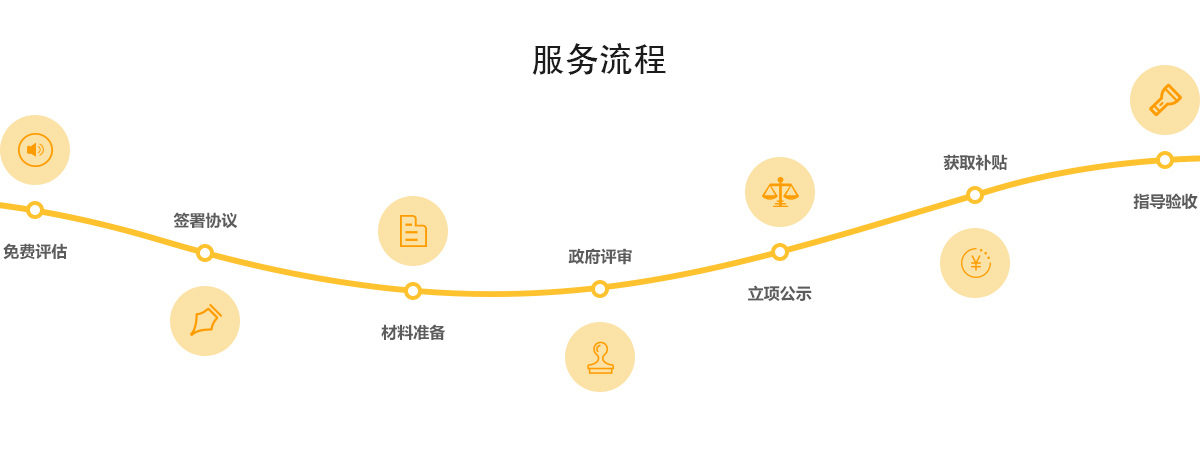 服务流程
免费评估
签署协议
材料准备
政府评审
立项公示
获取补贴
指导验收